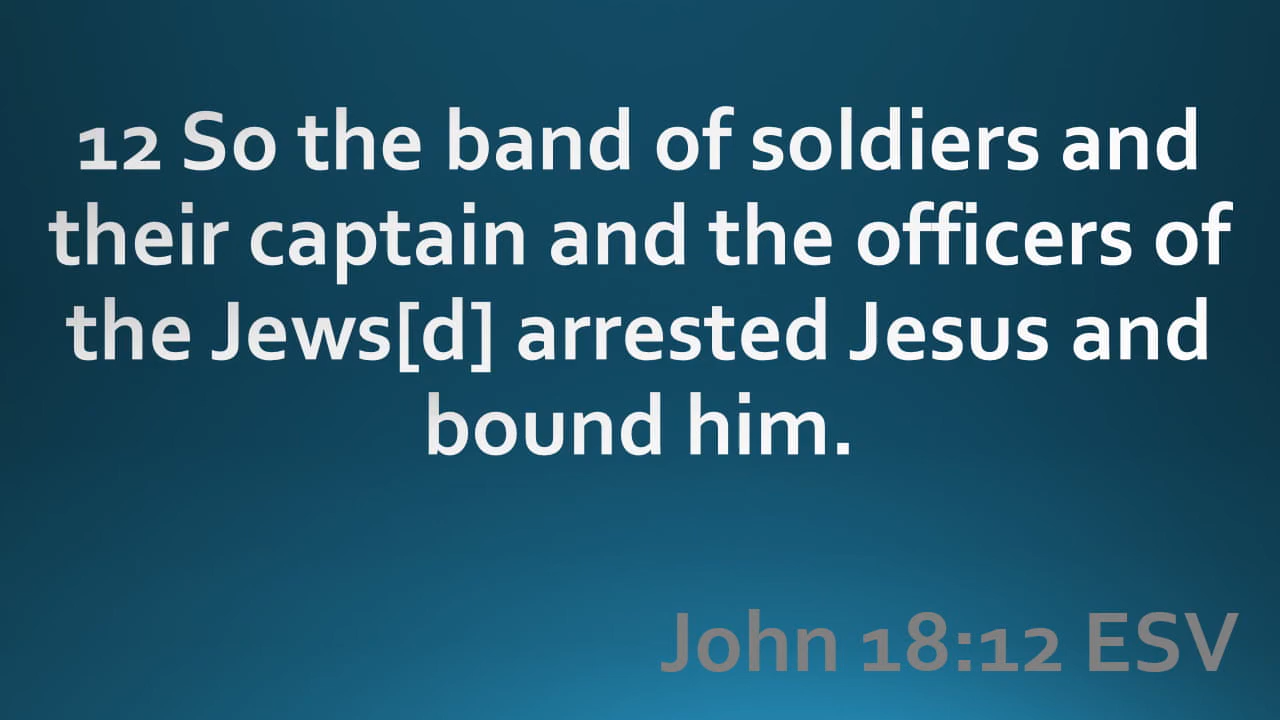 12 So the band of soldiers and
their captain and the officers of
the Jews[d] arrested Jesus and
bound him.
John 18:12 ESV